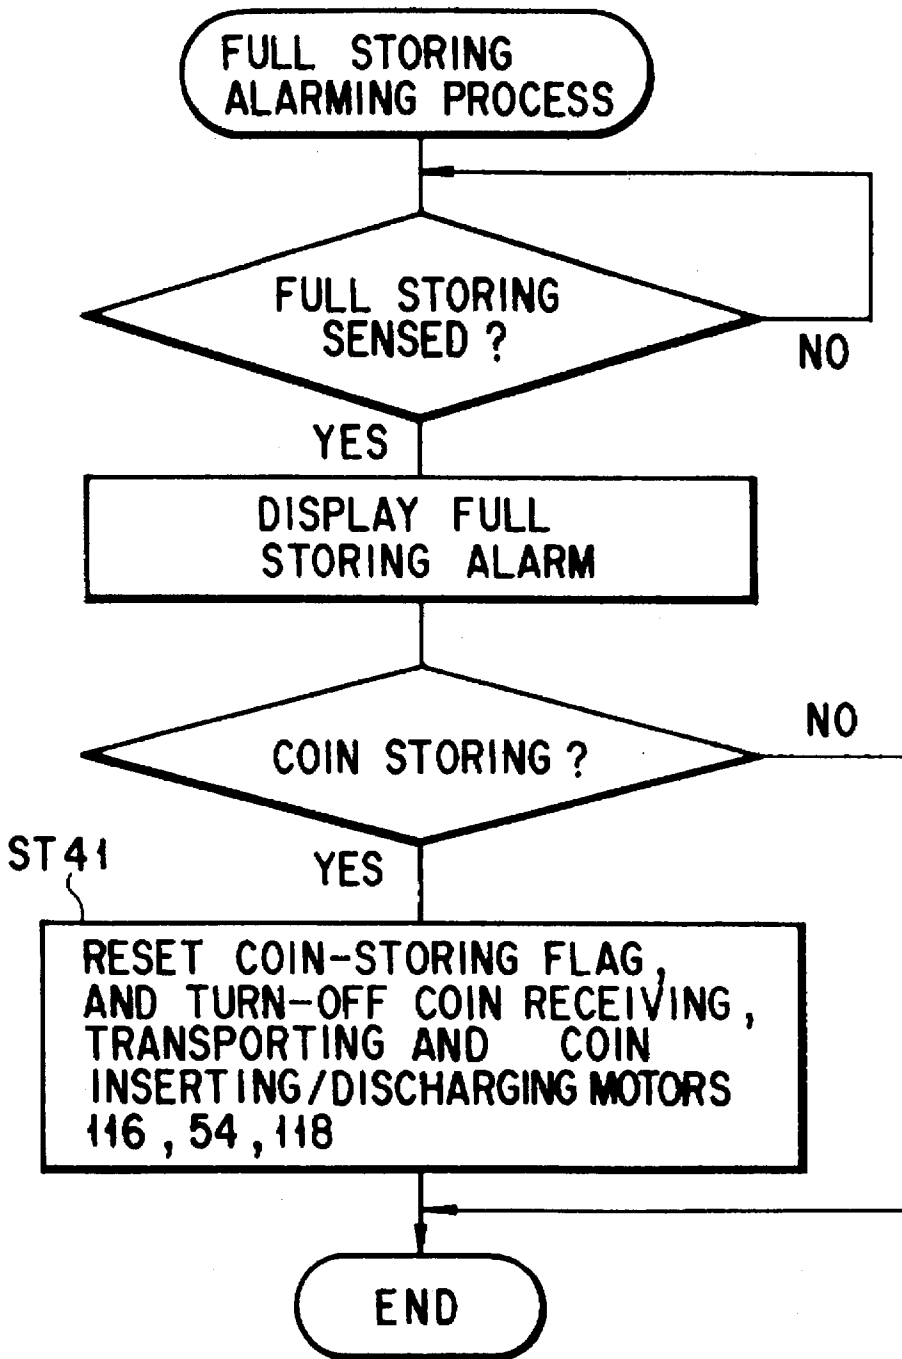 FULL STORING
ALARMING PROCESS
FULL STORING
SENSED ?
NO
YES
DISPLAY FULL
STORING ALARM
NO
COIN STORING ?
YES
ST41
RESET COIN-STORING FLAG,
AND TURN-OFF COIN RECEIVING,
TRANSPORTING AND COIN
INSERTING/DISCHARGING MOTORS
116 , 54 , 118
END